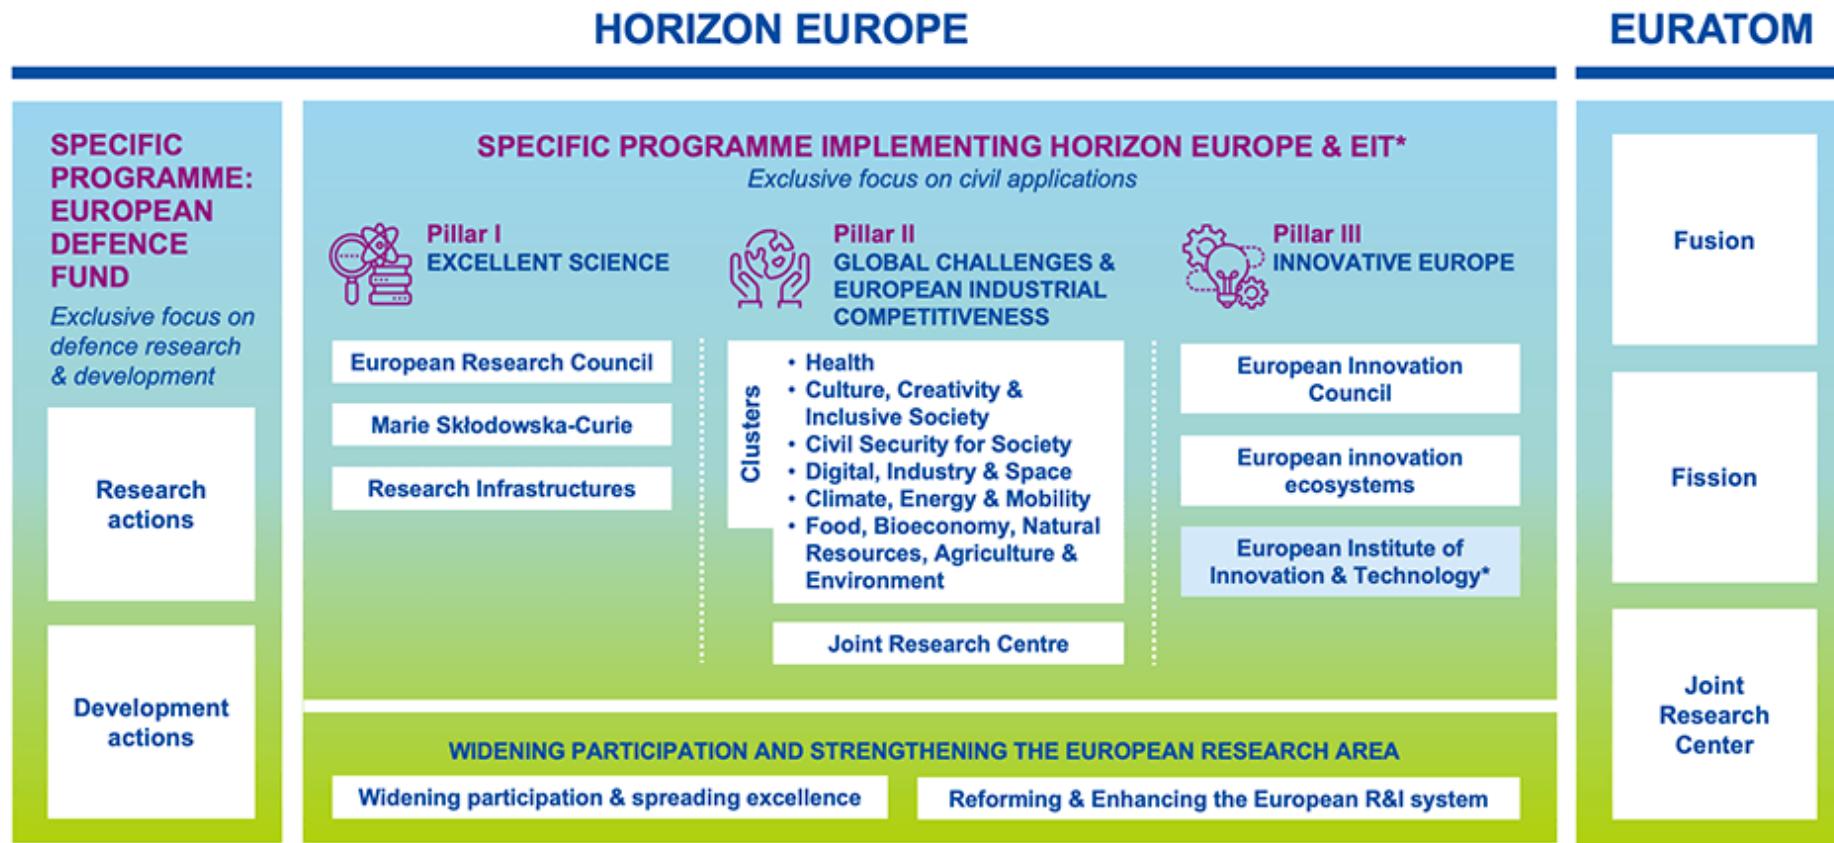 HORIZON EUROPE
EURATOM
SPECIFIC
PROGRAMME:
EUROPEAN
DEFENCE
FUND
Exclusive focus on
defence research
& development
Research
actions
Development
actions
SPECIFIC PROGRAMME IMPLEMENTING HORIZON EUROPE & EIT*
Exclusive focus on civil applications
Pillar I
EXCELLENT SCIENCE
European Research Council
Marie Skłodowska-Curie
Research Infrastructures
Pillar II
GLOBAL CHALLENGES &
EUROPEAN INDUSTRIAL
COMPETITIVENESS
Clusters
• Health
• Culture, Creativity &
Inclusive Society
• Civil Security for Society
• Digital, Industry & Space
• Climate, Energy & Mobility
• Food, Bioeconomy, Natural
Resources, Agriculture &
Environment
Joint Research Centre
Pillar III
INNOVATIVE EUROPE
European Innovation
Council
European innovation
ecosystems
European Institute of
Innovation & Technology*
WIDENING PARTICIPATION AND STRENGTHENING THE EUROPEAN RESEARCH AREA
Widening participation & spreading excellence
Reforming & Enhancing the European R&I system
Fusion
Fission
Joint
Research
Center